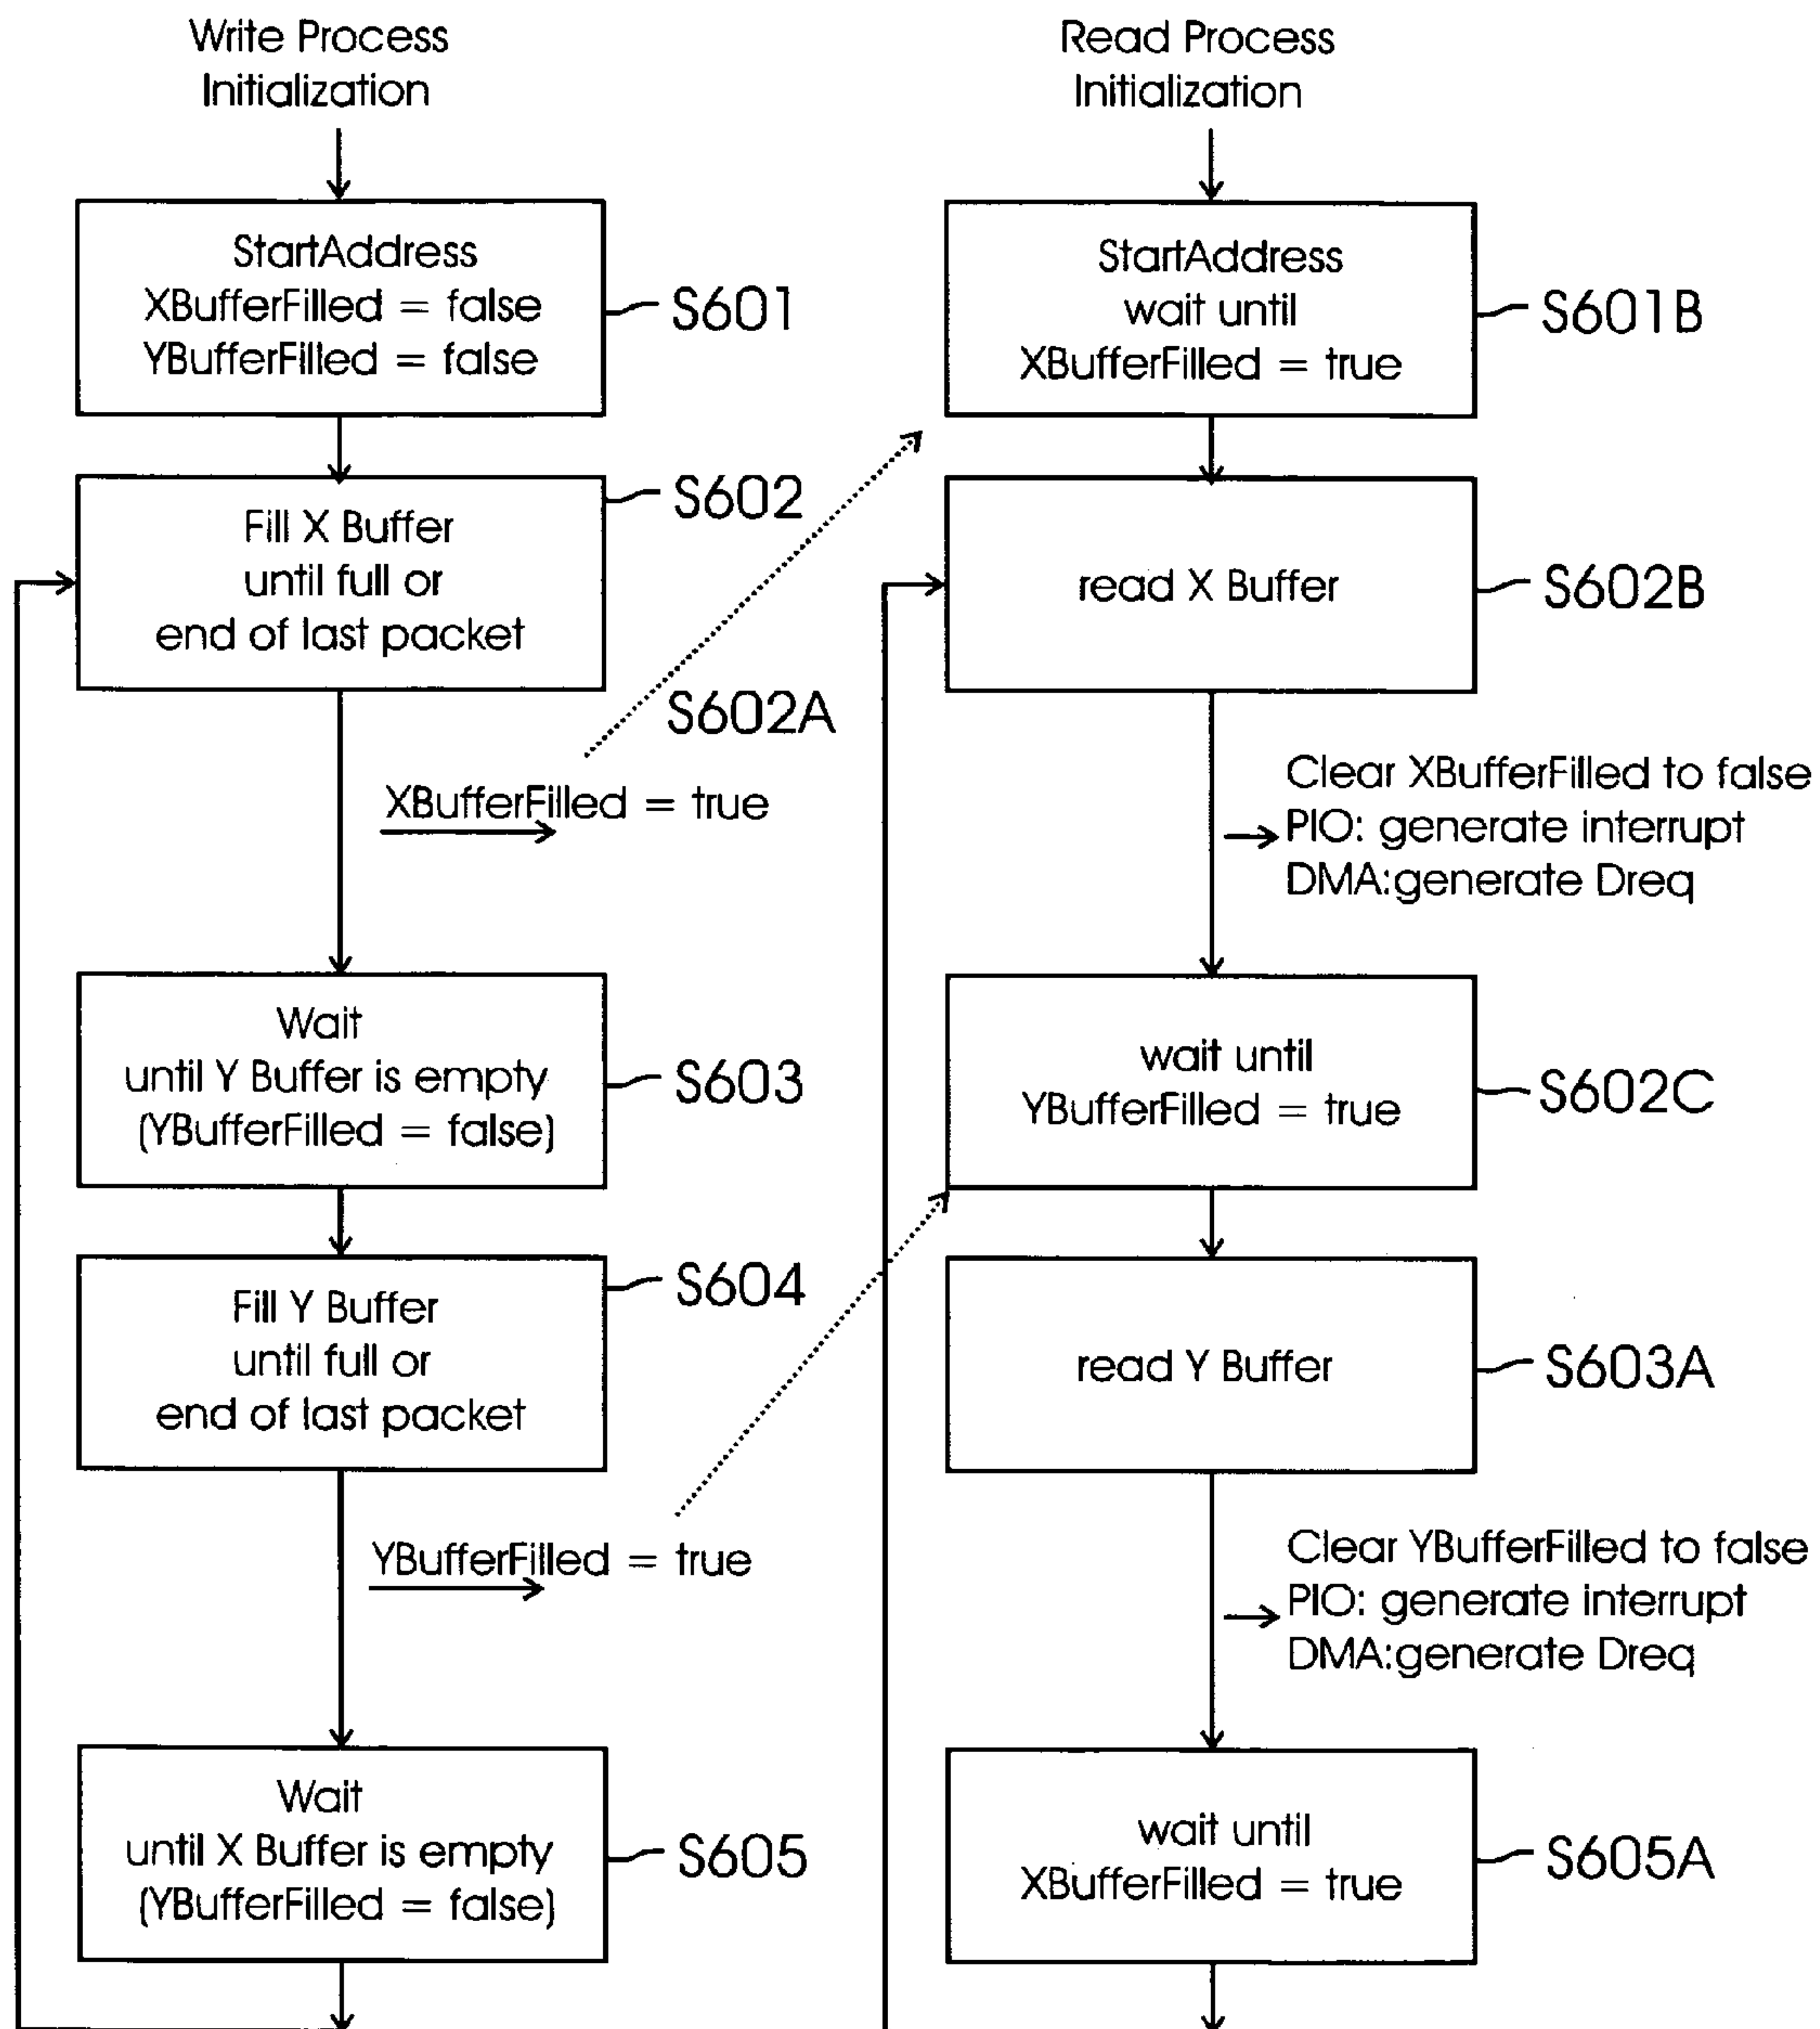 Write Process
Initialization
StartAddress
XBufferFilled = false
YBufferFilled = false
S601
Fill X Buffer
until full or
end of last packet
S602
S602A
XBufferFilled = true
Wait
until Y Buffer is empty
(YBufferFilled = false)
S603
Fill Y Buffer
until full or
end of last packet
S604
YBufferFilled = true
Wait
until X Buffer is empty
(YBufferFilled = false)
S605
Read Process
Initialization
StartAddress
wait until
XBufferFilled = true
S601B
read X Buffer
S602B
Clear XBufferFilled to false
PIO: generate interrupt
DMA:generate Dreq
wait until
YBufferFilled = true
S602C
read Y Buffer
S603A
Clear YBufferFilled to false
PIO: generate interrupt
DMA:generate Dreq
wait until
XBufferFilled = true
S605A